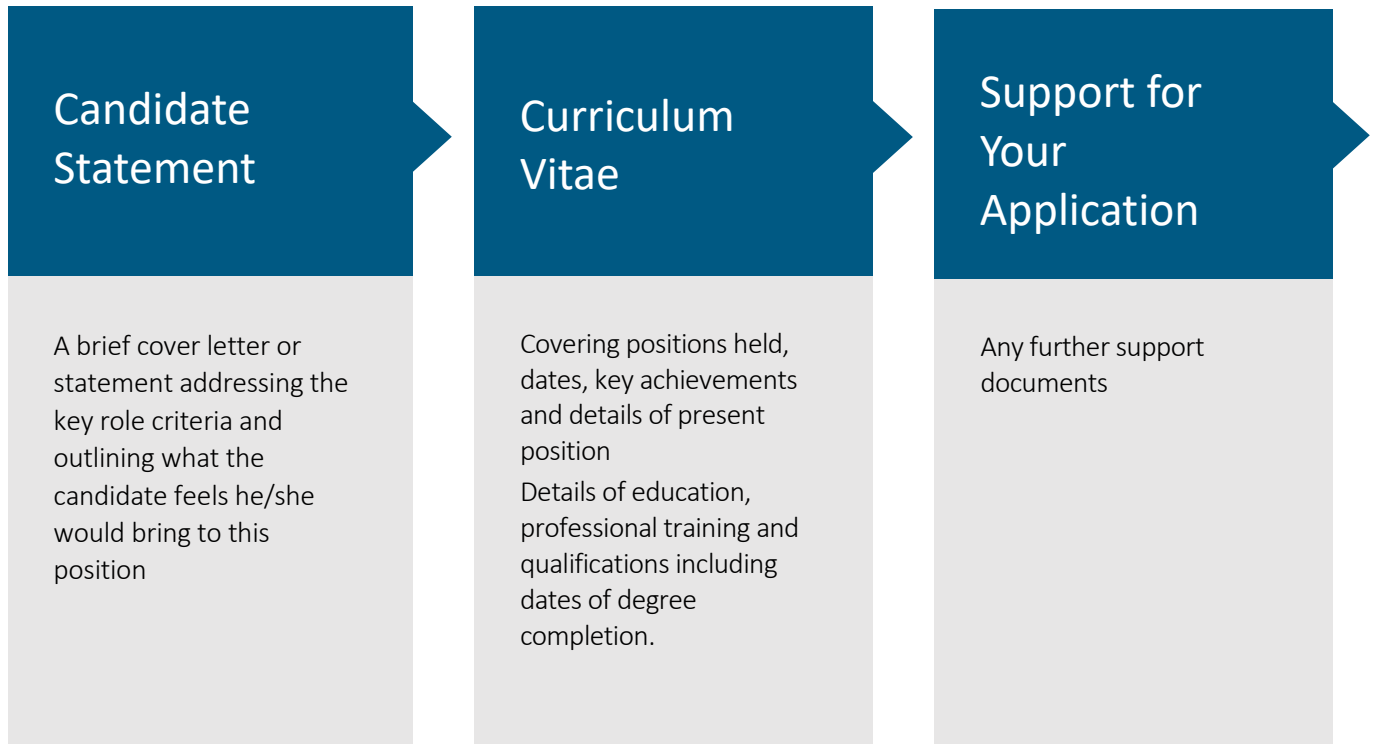 Candidate
Statement
A brief cover letter or
statement addressing the
key role criteria and
outlining what the
candidate feels he/she
would bring to this
position
Curriculum
Vitae
Covering positions held,
dates, key achievements
and details of present
position
Details of education,
professional training and
qualifications including
dates of degree
completion.
Support for
Your
Application
Any further support
documents